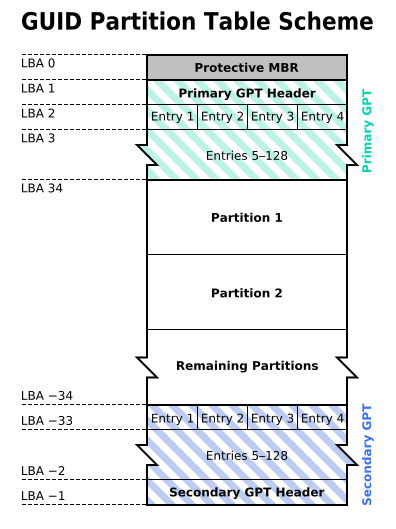 GUID Partition Table Scheme
LBA 0
Protective MBR
LBA 1
Primary GPT Header
LBA 2
Entry 1 Entry 2 Entry 3 Entry 4
LBA 3
Entries 5–128
Primary GPT
LBA 34
Partition 1
Partition 2
Remaining Partitions
LBA −34
Entry 1 Entry 2 Entry 3 Entry 4
LBA −33
Entries 5–128
LBA −2
Secondary GPT Header
LBA −1
Secondary GPT